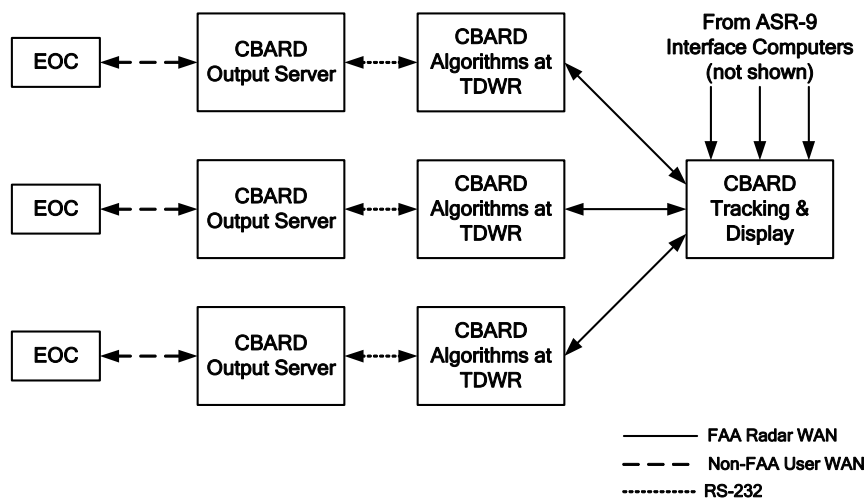 EOC
CBARD
Output Server
CBARD
Algorithms at
TDWR
From ASR-9
Interface Computers
(not shown)
EOC
CBARD
Output Server
CBARD
Algorithms at
TDWR
CBARD
Tracking &
Display
EOC
CBARD
Output Server
CBARD
Algorithms at
TDWR
FAA Radar WAN
Non-FAA User WAN
RS-232